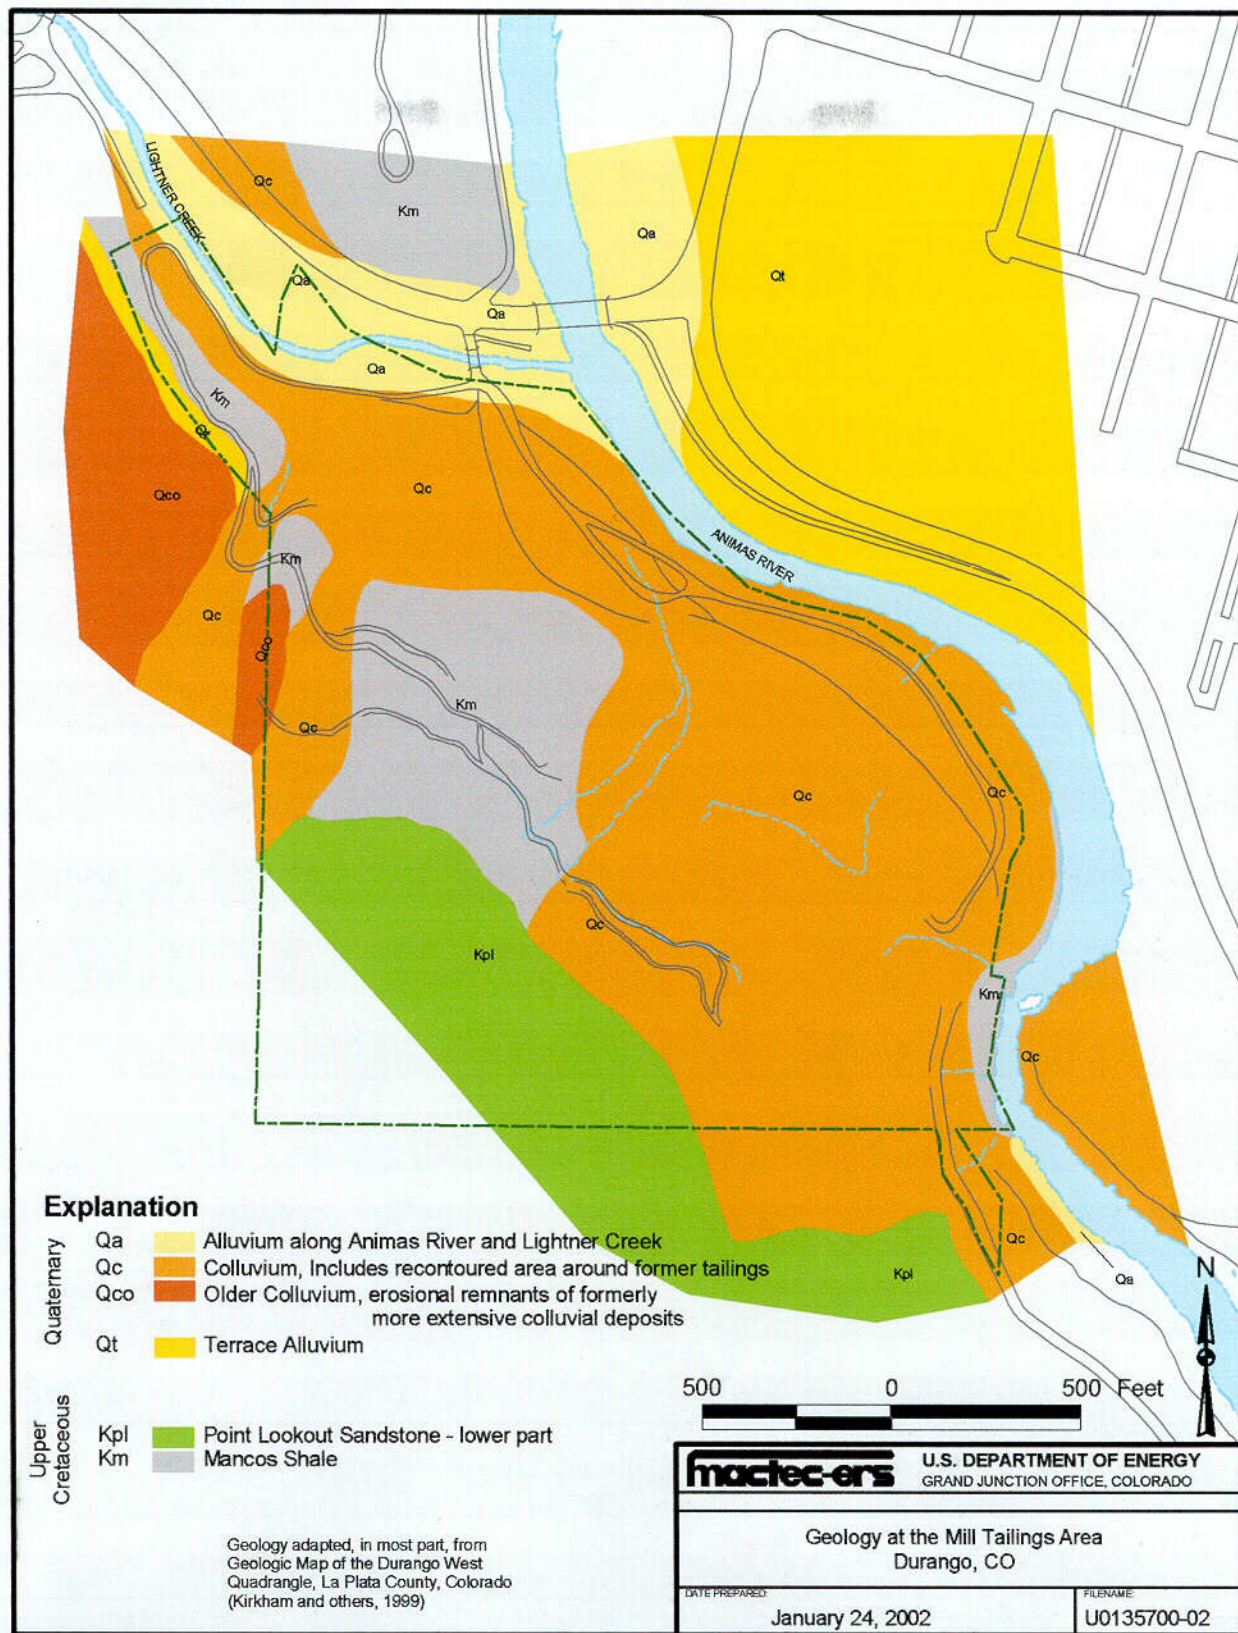 LIGHTNER CREEK
Qc
Km
Qa
Qa
Qt
Qa
Qa
Km
Qt
Qco
Qc
ANIMAS RIVER
Km
Qc
Qco
Km
Qc
Qc
Qc
Qc
Kpl
Km
Qc
Qc
Kpl
Qa
N
Explanation
Quaternary
Qa Alluvium along Animas River and Lightner Creek
Qc Colluvium, Includes recontoured area around former tailings
Qco Older Colluvium, erosional remnants of formerly
more extensive colluvial deposits
Qt Terrace Alluvium
Upper
Cretaceous
Kpl Point Lookout Sandstone - lower part
Km Mancos Shale
500 0 500 Feet
Geology adapted, in most part, from
Geologic Map of the Durango West
Quadrangle, La Plata County, Colorado
(Kirkham and others, 1999)
mactec-ers
U.S. DEPARTMENT OF ENERGY
GRAND JUNCTION OFFICE, COLORADO
Geology at the Mill Tailings Area
Durango, CO
DATE PREPARED:
January 24, 2002
FILENAME:
U0135700-02